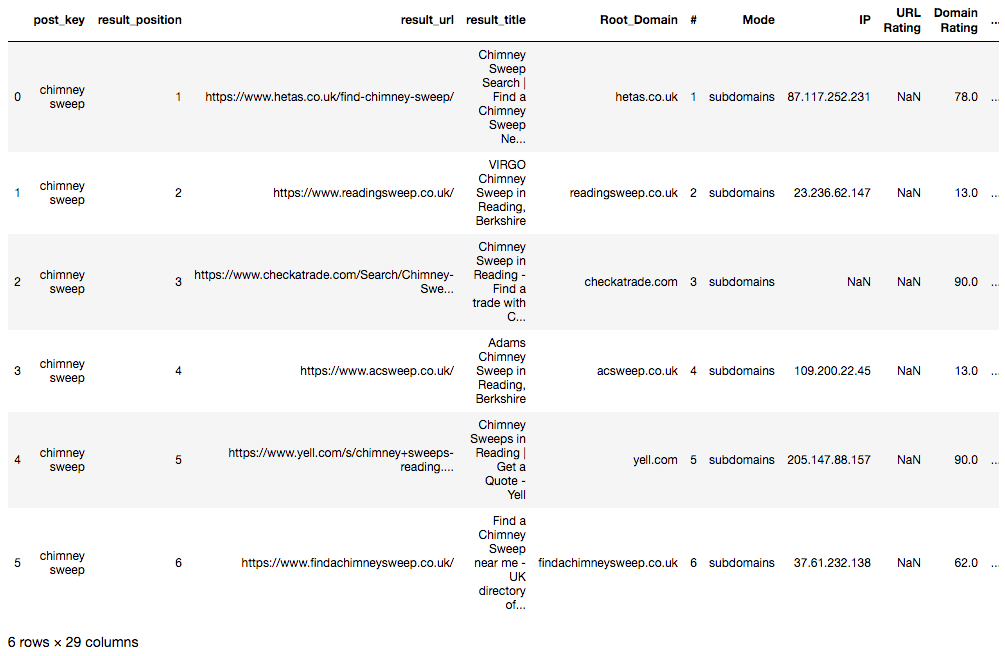 post_key result_position result_url result_title Root_Domain # Mode IP URL Rating Domain Rating ...
0 chimney sweep 1 https://www.hetas.co.uk/find-chimney-sweep/ Chimney Sweep Search | Find a Chimney Sweep Ne... hetas.co.uk 1 subdomains 87.117.252.231 NaN 78.0 ...
1 chimney sweep 2 https://www.readingsweep.co.uk/ VIRGO Chimney Sweep in Reading, Berkshire readingsweep.co.uk 2 subdomains 23.236.62.147 NaN 13.0 ...
2 chimney sweep 3 https://www.checkatrade.com/Search/Chimney-Swe... Chimney Sweep in Reading - Find a trade with C... checkatrade.com 3 subdomains NaN NaN 90.0 ...
3 chimney sweep 4 https://www.acsweep.co.uk/ Adams Chimney Sweep in Reading, Berkshire acsweep.co.uk 4 subdomains 109.200.22.45 NaN 13.0 ...
4 chimney sweep 5 https://www.yell.com/s/chimney+sweeps-reading.... Chimney Sweeps in Reading | Get a Quote - Yell yell.com 5 subdomains 205.147.88.157 NaN 90.0 ...
5 chimney sweep 6 https://www.findachimneysweep.co.uk/ Find a Chimney Sweep near me - UK directory of... findachimneysweep.co.uk 6 subdomains 37.61.232.138 NaN 62.0 ...
6 rows × 29 columns